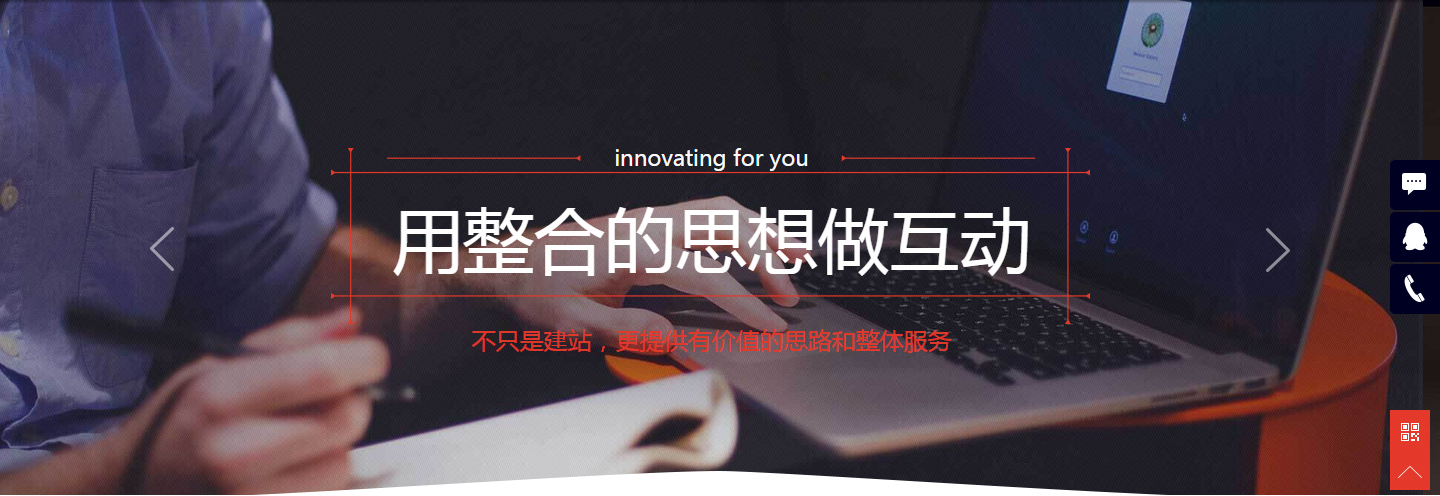 innovating for you
用整合的思想做互动
不只是建站，更提供有价值的思路和整体服务